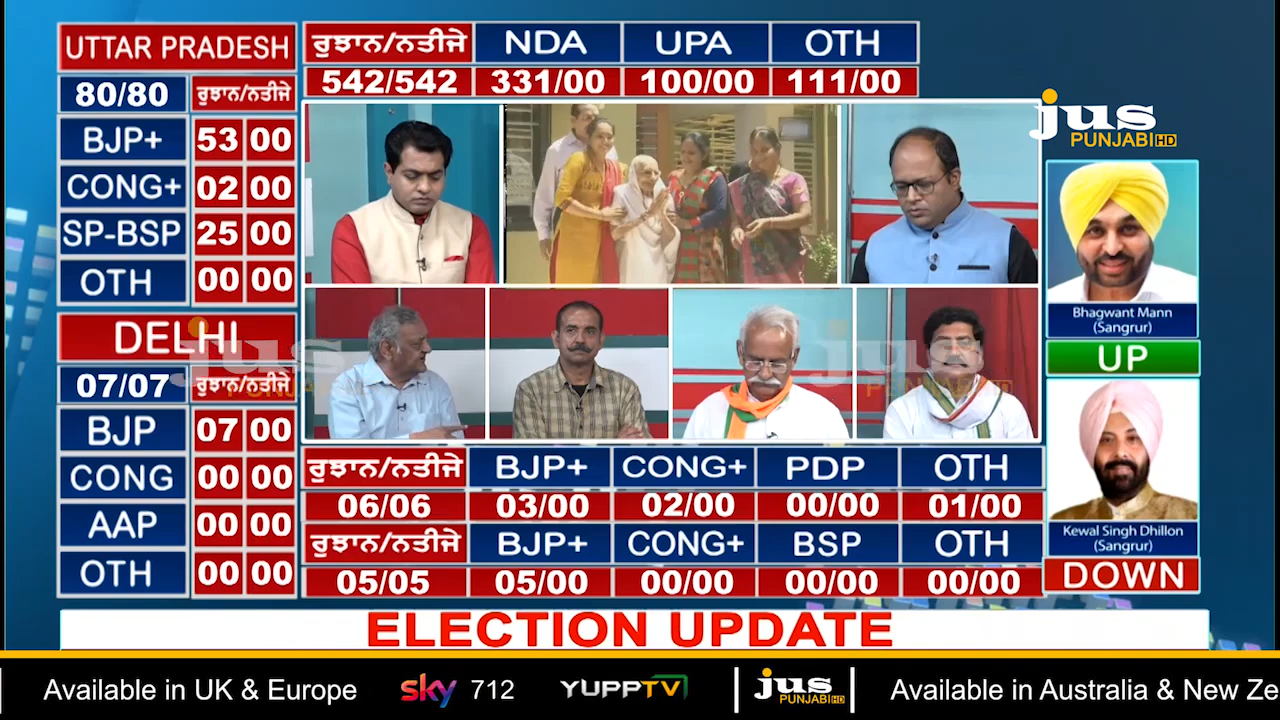 UTTAR PRADESH
80/80 ਰੁਝਾਨ/ਨਤੀਜੇ
BJP+ 53 00
CONG+ 02 00
SP-BSP 25 00
OTH 00 00
DELHI
07/07 ਰੁਝਾਨ/ਨਤੀਜੇ
BJP 07 00
CONG 00 00
AAP 00 00
OTH 00 00
ਰੁਝਾਨ/ਨਤੀਜੇ NDA UPA OTH
542/542 331/00 100/00 111/00
jus
PUNJABI HD
jus
PUNJABI
jus
PUNJABI HD
Bhagwant Mann
(Sangrur)
UP
Kewal Singh Dhillon
(Sangrur)
DOWN
ਰੁਝਾਨ/ਨਤੀਜੇ BJP+ CONG+ PDP OTH
06/06 03/00 02/00 00/00 01/00
ਰੁਝਾਨ/ਨਤੀਜੇ BJP+ CONG+ BSP OTH
05/05 05/00 00/00 00/00 00/00
ELECTION UPDATE
Available in UK & Europe sky 712 YUPPTV jus PUNJABI HD Available in Australia & New Ze